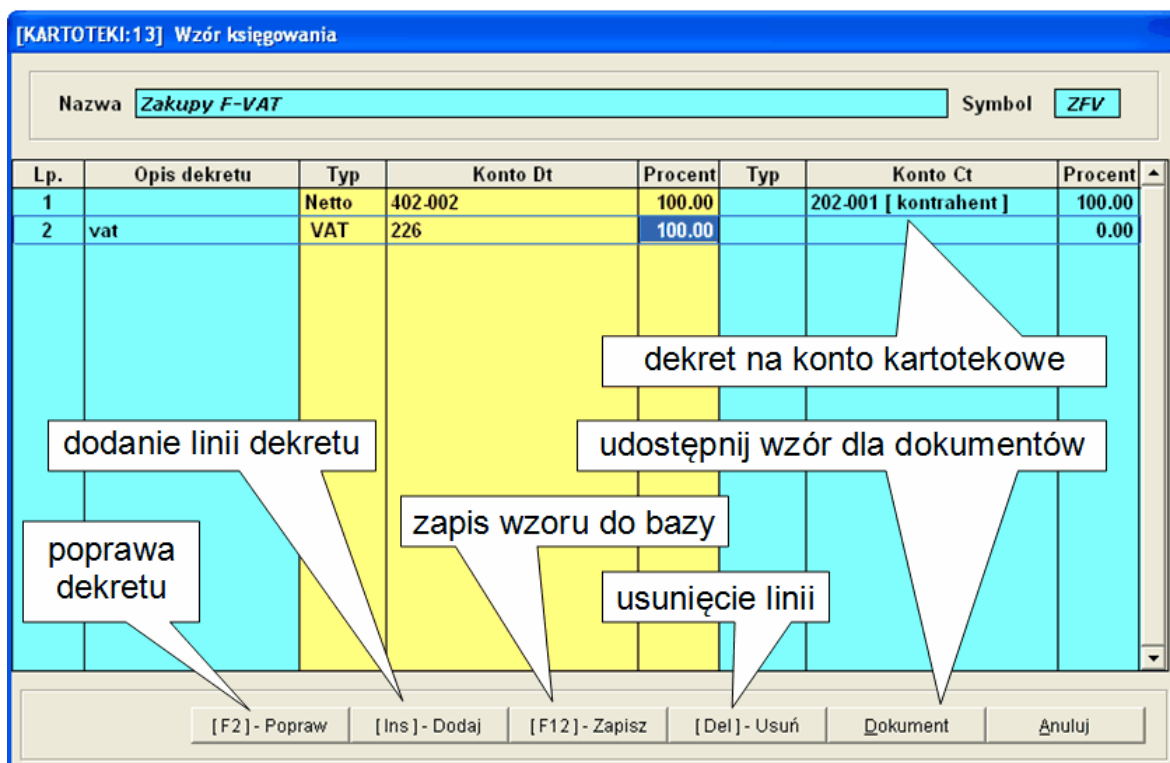 [KARTOTEKI:13] Wzór księgowania
Nazwa Zakupy F-VAT Symbol ZFV
Lp. Opis dekretu Typ Konto Dt Procent Typ Konto Ct Procent
1 Netto 402-002 100.00 202-001 [ kontrahent ] 100.00
2 vat VAT 226 100.00 0.00
dekret na konto kartotekowe
dodanie linii dekretu
udostępnij wzór dla dokumentów
zapis wzoru do bazy
poprawa
dekretu
usunięcie linii
[ F2 ] - Popraw [ Ins ] - Dodaj [ F12 ] - Zapisz [ Del ] - Usuń Dokument Anuluj